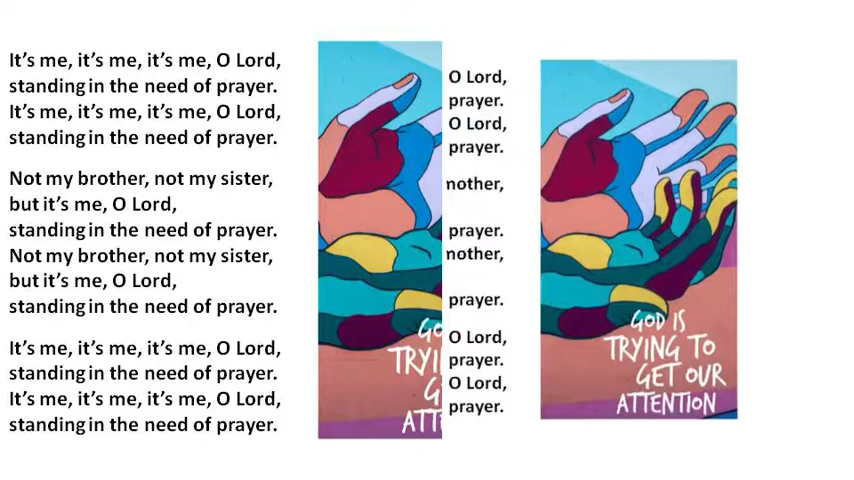 It's me, it's me, it's me, O Lord,
standing in the need of prayer.
It's me, it's me, it's me, O Lord,
standing in the need of prayer.
Not my brother, not my sister,
but it's me, O Lord,
standing in the need of prayer.
Not my brother, not my sister,
but it's me, O Lord,
standing in the need of prayer.
It's me, it's me, it's me, O Lord,
standing in the need of prayer.
It's me, it's me, it's me, O Lord,
standing in the need of prayer.
GO
TRYI
G
ATT
O Lord,
prayer.
O Lord,
prayer.
mother,
prayer.
mother,
prayer.
O Lord,
prayer.
O Lord,
prayer.
GOD IS
TRYING TO
GET OUR
ATTENTION